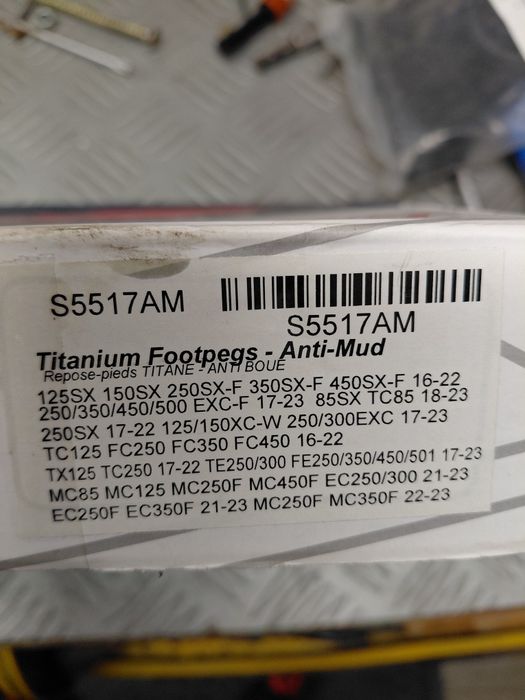 S5517AM
S5517AM
Titanium Footpegs - Anti-Mud
Repose-pieds TITANE - ANTI BOUE
125SX 150SX 250SX-F 350SX-F 450SX-F 16-22
250/350/450/500 EXC-F 17-23 85SX TC85 18-23
250SX 17-22 125/150XC-W 250/300EXC 17-23
TC125 FC250 FC350 FC450 16-22
TX125 TC250 17-22 TE250/300 FE250/350/450/501 17-23
MC85 MC125 MC250F MC450F EC250/300 21-23
EC250F EC350F 21-23 MC250F MC350F 22-23